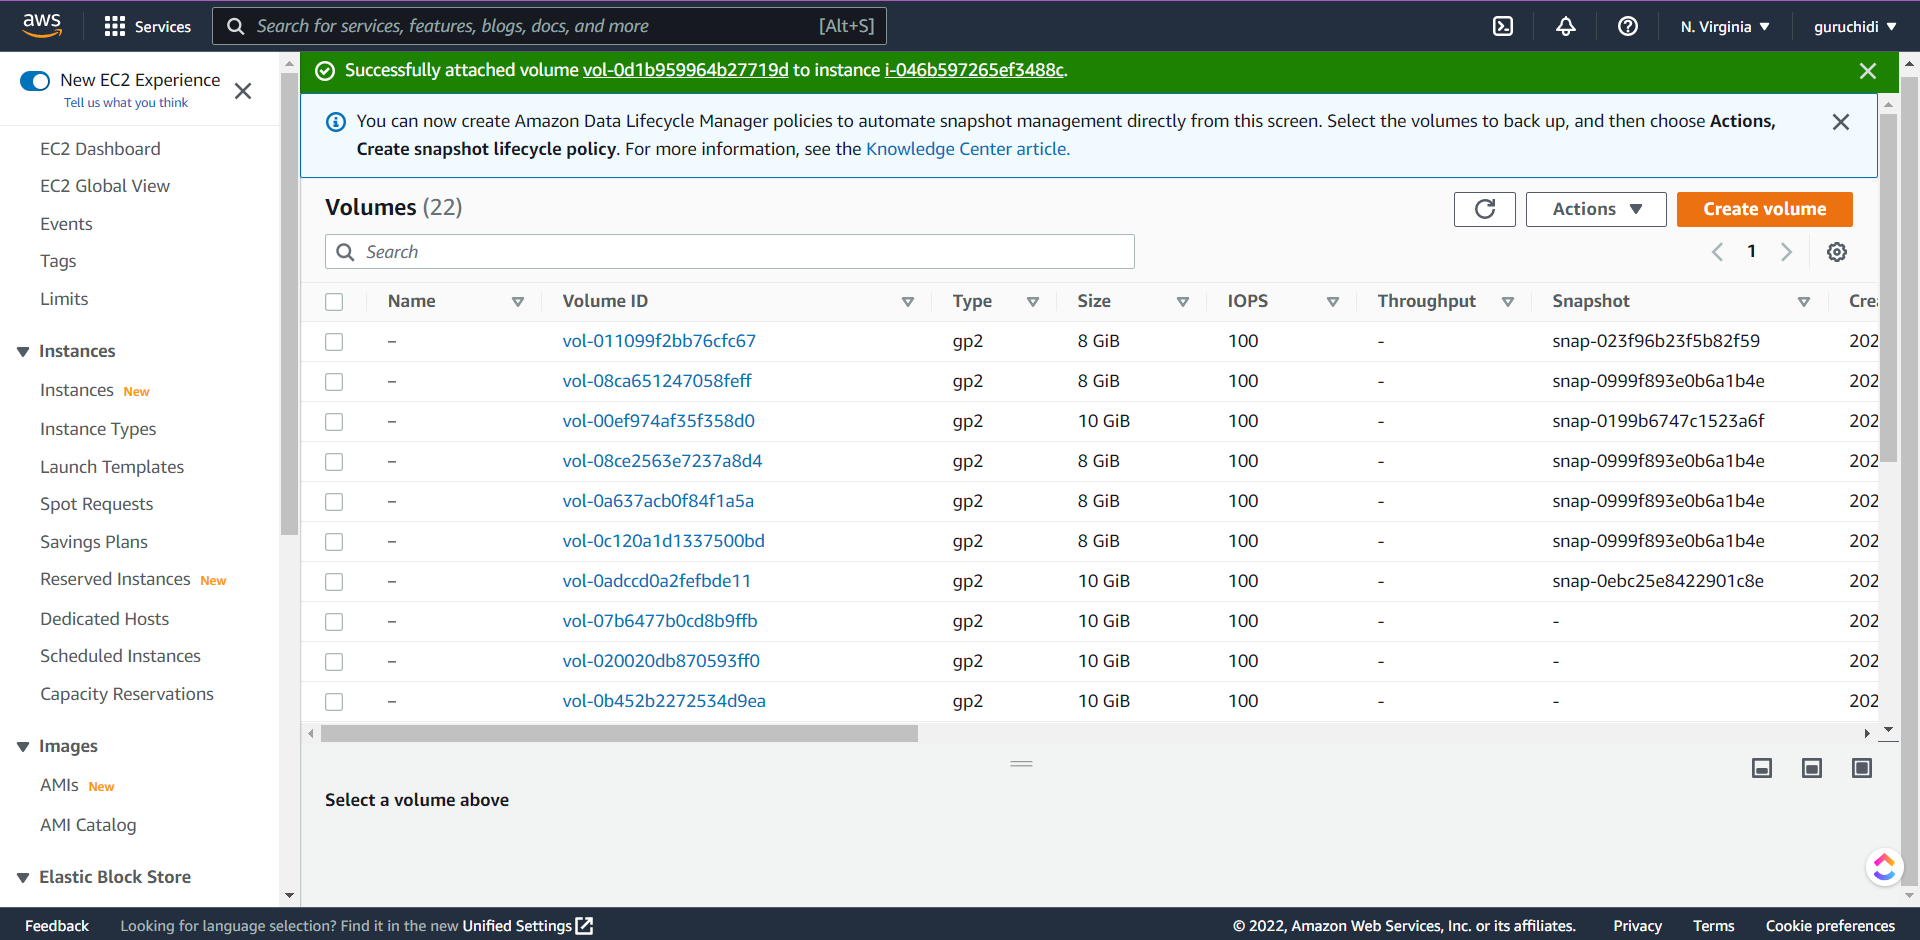 aws
Services
Search for services, features, blogs, docs, and more
[Alt+S]
N. Virginia
guruchidi
New EC2 Experience
Tell us what you think
EC2 Dashboard
EC2 Global View
Events
Tags
Limits
Instances
Instances New
Instance Types
Launch Templates
Spot Requests
Savings Plans
Reserved Instances New
Dedicated Hosts
Scheduled Instances
Capacity Reservations
Images
AMIs New
AMI Catalog
Elastic Block Store
Successfully attached volume vol-0d1b959964b27719d to instance i-046b597265ef3488c.
You can now create Amazon Data Lifecycle Manager policies to automate snapshot management directly from this screen. Select the volumes to back up, and then choose Actions,
Create snapshot lifecycle policy. For more information, see the Knowledge Center article.
Volumes (22)
Actions
Create volume
Search
1
Name Volume ID Type Size IOPS Throughput Snapshot Crea
– vol-011099f2bb76cfc67 gp2 8 GiB 100 - snap-023f96b23f5b82f59 202
– vol-08ca651247058feff gp2 8 GiB 100 - snap-0999f893e0b6a1b4e 202
– vol-00ef974af35f358d0 gp2 10 GiB 100 - snap-0199b6747c1523a6f 202
– vol-08ce2563e7237a8d4 gp2 8 GiB 100 - snap-0999f893e0b6a1b4e 202
– vol-0a637acb0f84f1a5a gp2 8 GiB 100 - snap-0999f893e0b6a1b4e 202
– vol-0c120a1d1337500bd gp2 8 GiB 100 - snap-0999f893e0b6a1b4e 202
– vol-0adccd0a2fefbde11 gp2 10 GiB 100 - snap-0ebc25e8422901c8e 202
– vol-07b6477b0cd8b9ffb gp2 10 GiB 100 - - 202
– vol-020020db870593ff0 gp2 10 GiB 100 - - 202
– vol-0b452b2272534d9ea gp2 10 GiB 100 - - 202
Select a volume above
Feedback
Looking for language selection? Find it in the new Unified Settings
© 2022, Amazon Web Services, Inc. or its affiliates.
Privacy
Terms
Cookie preferences